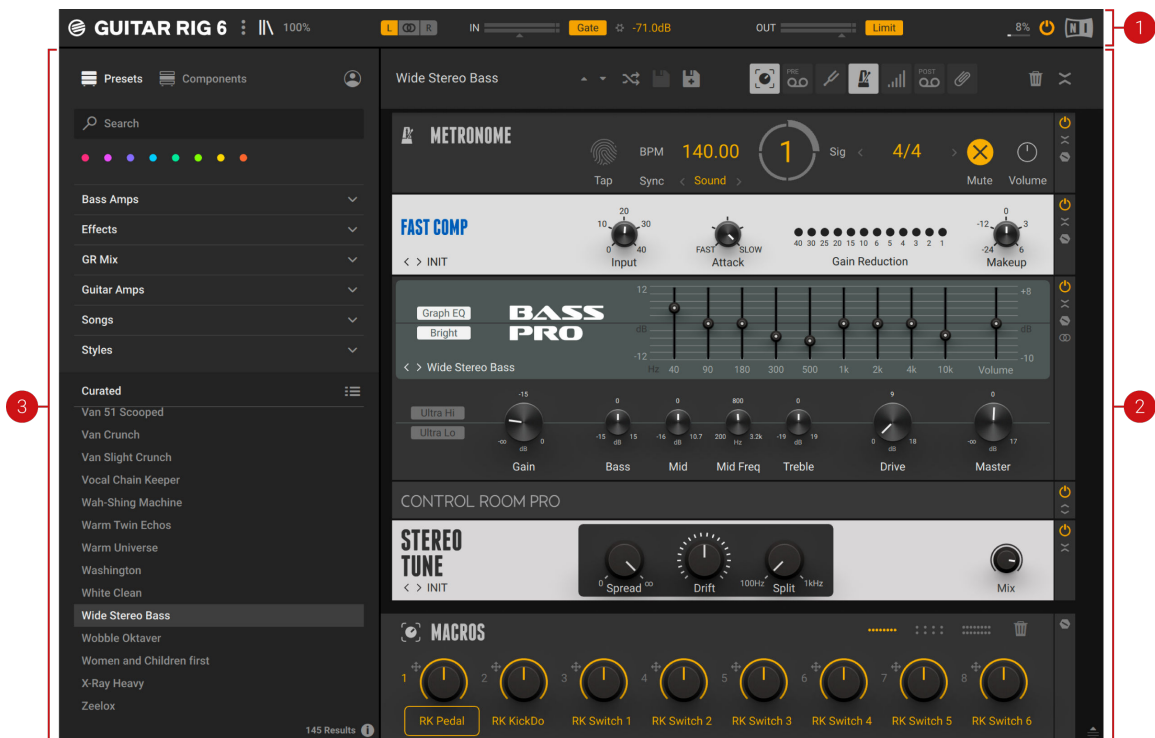 GUITAR RIG 6 100% L R IN Gate -71.0dB OUT Limit 8% NI
1
Presets Components
Search
Bass Amps
Effects
GR Mix
Guitar Amps
Songs
Styles
Curated
Van 51 Scooped
Van Crunch
Van Slight Crunch
Vocal Chain Keeper
Wah-Shing Machine
Warm Twin Echos
Warm Universe
Washington
White Clean
Wide Stereo Bass
Wobble Oktaver
Women and Children first
X-Ray Heavy
Zeelox
145 Results i
3
Wide Stereo Bass PRE POST
METRONOME
BPM 140.00 1 Sig < 4/4 >
Tap Sync < Sound > Mute Volume
FAST COMP
20
10 30
0 40
Input
FAST SLOW
Attack
40 30 25 20 15 10 6 5 4 3 2 1
Gain Reduction
0
-12 3
-24 6
Makeup
< > INIT
Graph EQ
Bright
BASS
PRO
< > Wide Stereo Bass
12 +8
dB dB
-12 -10
Hz 40 90 180 300 500 1k 2k 4k 10k Volume
Ultra Hi
Ultra Lo
-15 0 0 800 0 9 0
-∞ dB 0 -15 dB 15 -16 dB 10.7 200 Hz 3.2k -19 dB 19 0 dB 18 -∞ dB 17
Gain Bass Mid Mid Freq Treble Drive Master
CONTROL ROOM PRO
STEREO
TUNE
< > INIT
0 Spread ∞ Drift 100Hz Split 1kHz Mix
2
MACROS
1 2 3 4 5 6 7 8
RK Pedal RK KickDo RK Switch 1 RK Switch 2 RK Switch 3 RK Switch 4 RK Switch 5 RK Switch 6